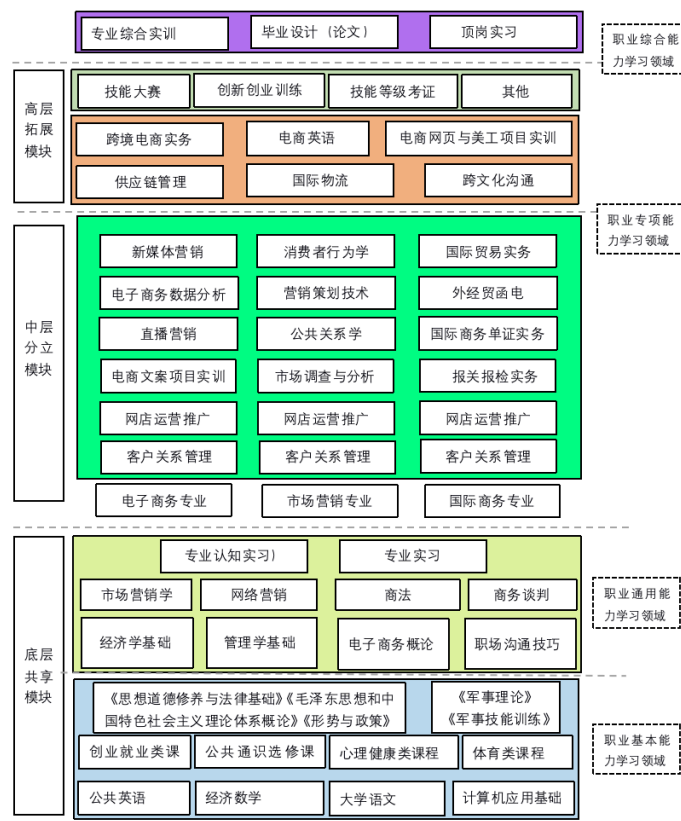 专业综合实训
毕业设计（论文）
顶岗实习
职业综合能
力学习领域
高层
拓展
模块
技能大赛
创新创业训练
技能等级考证
其他
跨境电商实务
电商英语
电商网页与美工项目实训
供应链管理
国际物流
跨文化沟通
职业专项能
力学习领域
中层
分立
模块
新媒体营销
消费者行为学
国际贸易实务
电子商务数据分析
营销策划技术
外经贸函电
直播营销
公共关系学
国际商务单证实务
电商文案项目实训
市场调查与分析
报关报检实务
网店运营推广
网店运营推广
网店运营推广
客户关系管理
客户关系管理
客户关系管理
电子商务专业
市场营销专业
国际商务专业
底层
共享
模块
专业认知实习）
专业实习
市场营销学
网络营销
商法
商务谈判
职业通用能
力学习领域
经济学基础
管理学基础
电子商务概论
职场沟通技巧
《思想道德修养与法律基础》《毛泽东思想和中
国特色社会主义理论体系概论》《形势与政策》
《军事理论》
《军事技能训练》
创业就业类课
公共通识选修课
心理健康类课程
体育类课程
职业基本能
力学习领域
公共英语
经济数学
大学语文
计算机应用基础